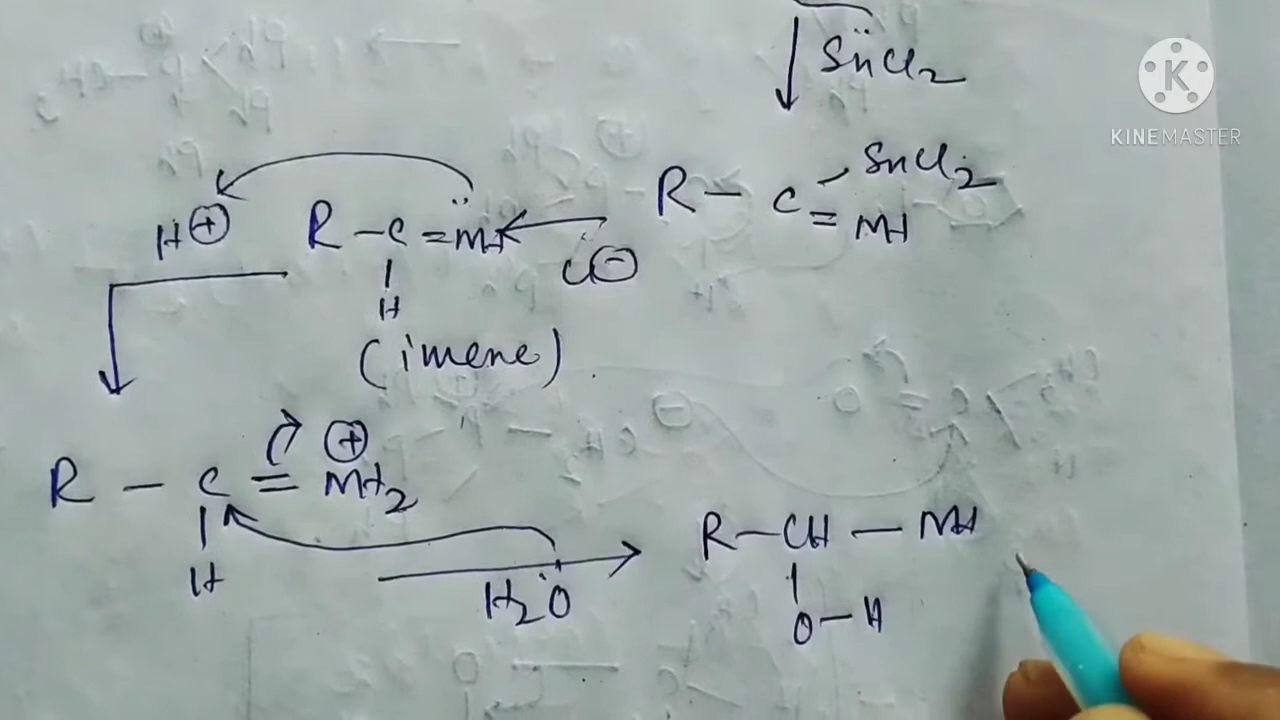 SnCl2
K
KINEMASTER
R - C - SnCl2
= NH
H⊕ R - C = NH
Cl⊖
H
(imene)
R - C = ⊕NH2
H
H2O
R - CH - NH
O - H